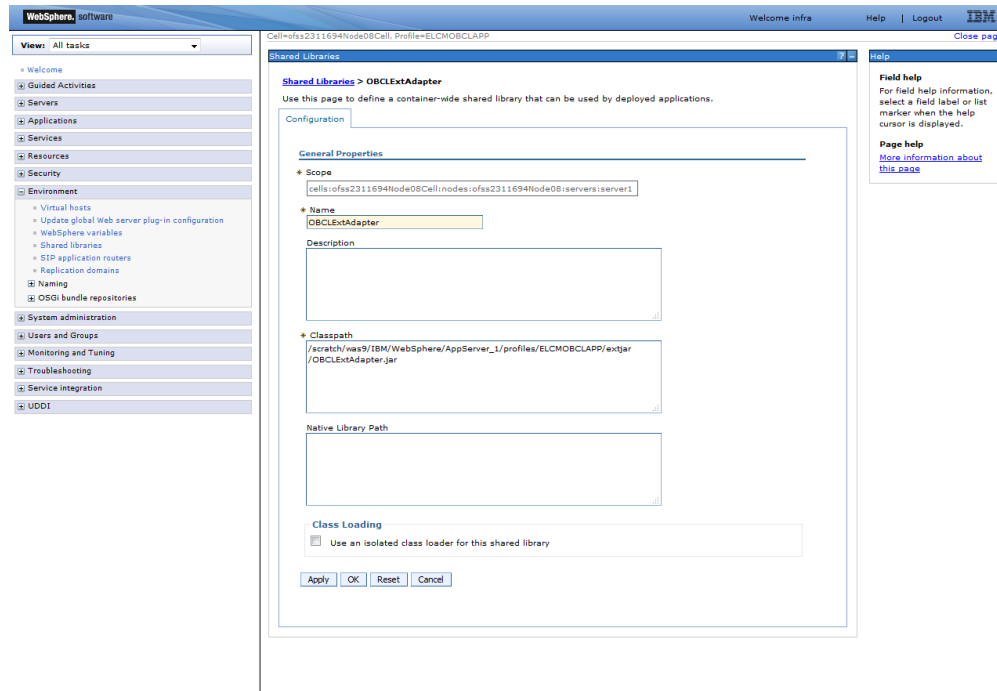 WebSphere. software
Welcome infra
Help | Logout
IBM.
View: All tasks
Cell=ofss2311694Node08Cell, Profile=ELCMOBCLAPP
Close pag
Welcome
Guided Activities
Servers
Applications
Services
Resources
Security
Environment
Virtual hosts
Update global Web server plug-in configuration
WebSphere variables
Shared libraries
SIP application routers
Replication domains
Naming
OSGi bundle repositories
System administration
Users and Groups
Monitoring and Tuning
Troubleshooting
Service integration
UDDI
Shared Libraries
? -
Shared Libraries > OBCLExtAdapter
Use this page to define a container-wide shared library that can be used by deployed applications.
Configuration
General Properties
* Scope
cells:ofss2311694Node08Cell:nodes:ofss2311694Node08:servers:server1
* Name
OBCLExtAdapter
Description
* Classpath
/scratch/was9/IBM/WebSphere/AppServer_1/profiles/ELCMOBCLAPP/extjar
/OBCLExtAdapter.jar
Native Library Path
Class Loading
Use an isolated class loader for this shared library
Apply OK Reset Cancel
Help
Field help
For field help information,
select a field label or list
marker when the help
cursor is displayed.
Page help
More information about
this page